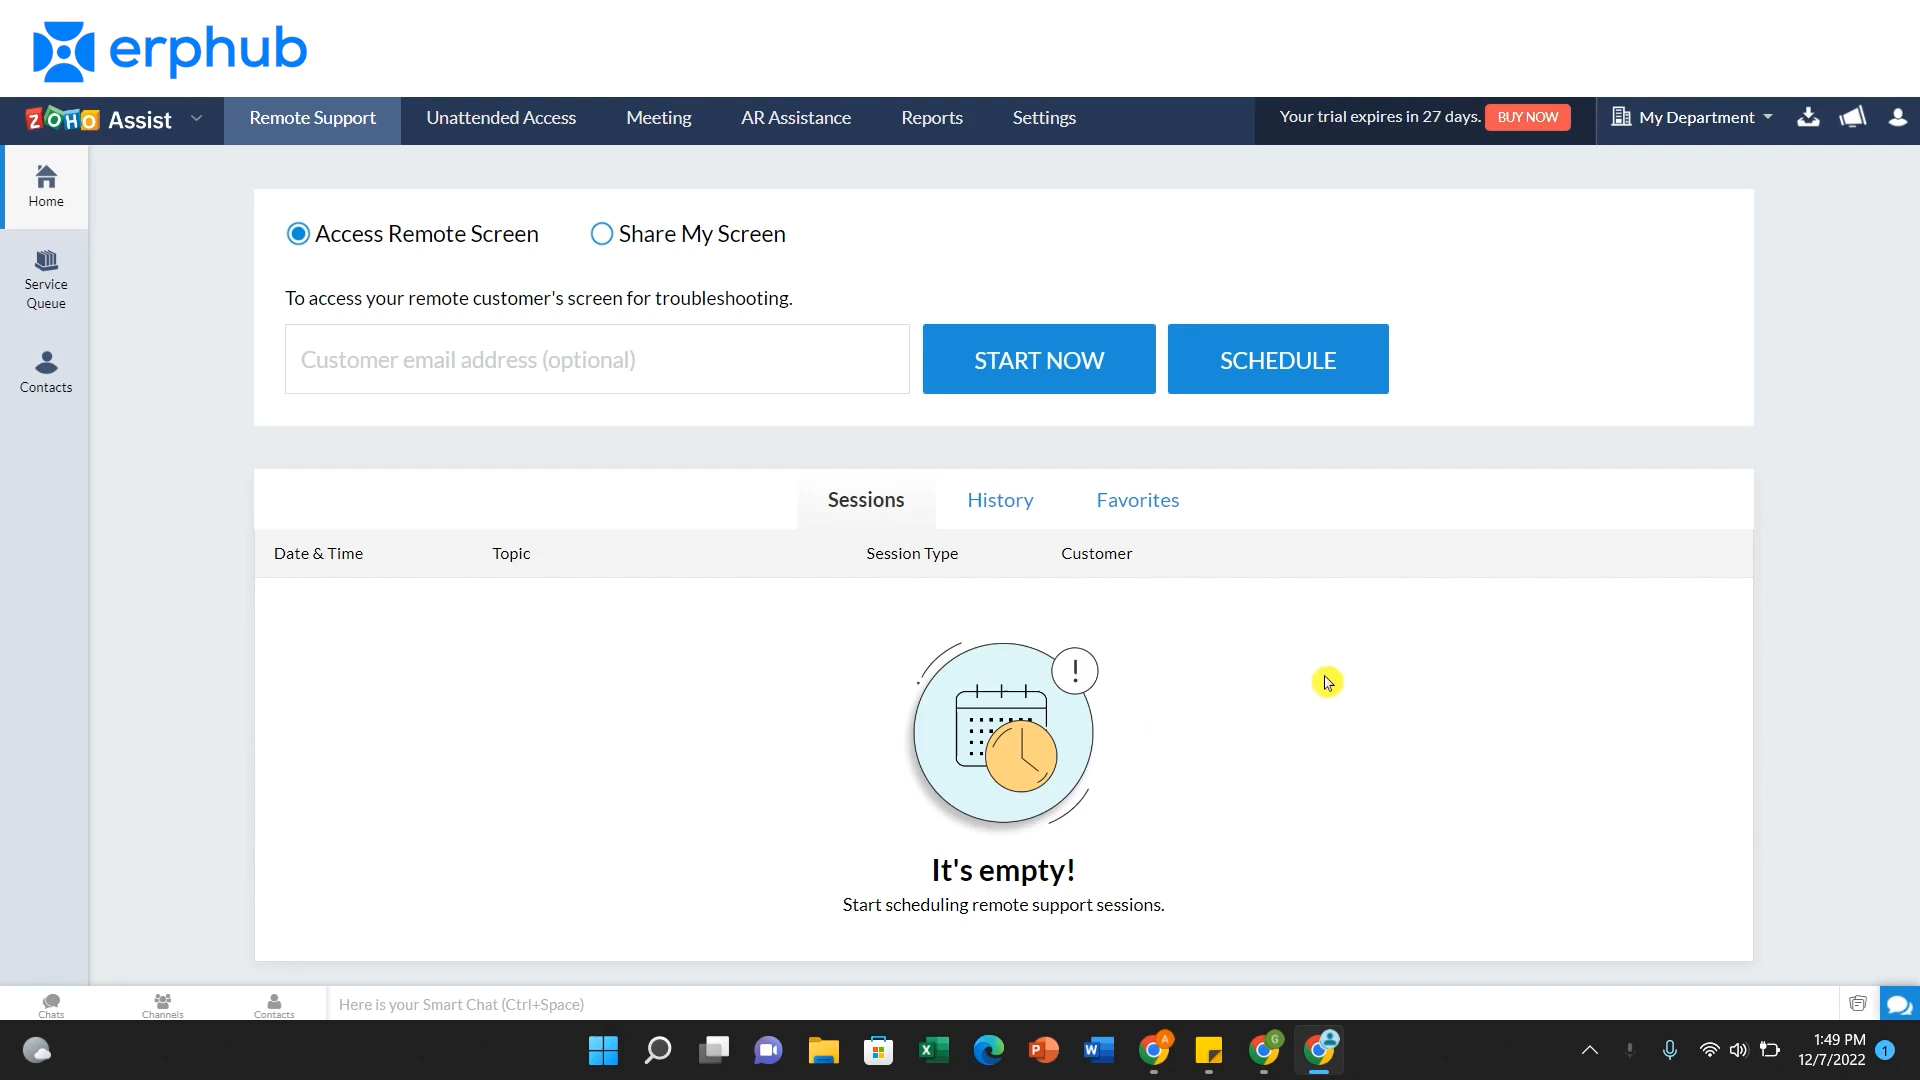 erphub
ZOHO Assist
Remote Support
Unattended Access
Meeting
AR Assistance
Reports
Settings
Your trial expires in 27 days.
BUY NOW
My Department
Home
Service
Queue
Contacts
Access Remote Screen
Share My Screen
To access your remote customer's screen for troubleshooting.
Customer email address (optional)
START NOW
SCHEDULE
Sessions
History
Favorites
Date & Time
Topic
Session Type
Customer
!
It's empty!
Start scheduling remote support sessions.
Chats
Channels
Contacts
Here is your Smart Chat (Ctrl+Space)
X
P
W
A
G
1:49 PM
12/7/2022
1